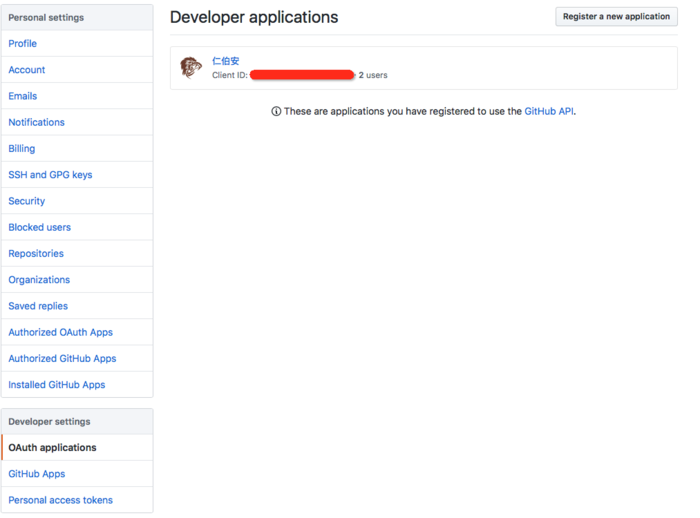 Personal settings
Profile
Account
Emails
Notifications
Billing
SSH and GPG keys
Security
Blocked users
Repositories
Organizations
Saved replies
Authorized OAuth Apps
Authorized GitHub Apps
Installed GitHub Apps
Developer settings
OAuth applications
GitHub Apps
Personal access tokens
Developer applications
Register a new application
仁伯安
Client ID: · 2 users
These are applications you have registered to use the GitHub API.